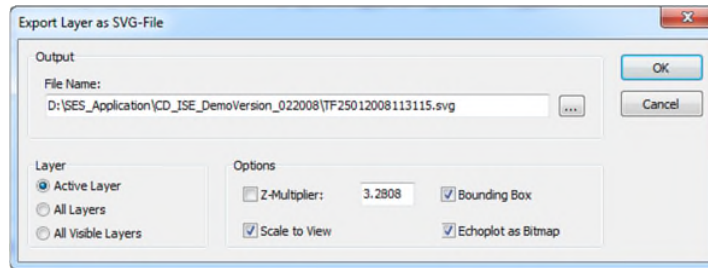 Export Layer as SVG-File
Output
File Name:
D:\SES_Application\CD_ISE_DemoVersion_022008\TF25012008113115.svg
...
OK
Cancel
Layer
Active Layer
All Layers
All Visible Layers
Options
Z-Multiplier: 3.2808
Bounding Box
Scale to View
Echoplot as Bitmap